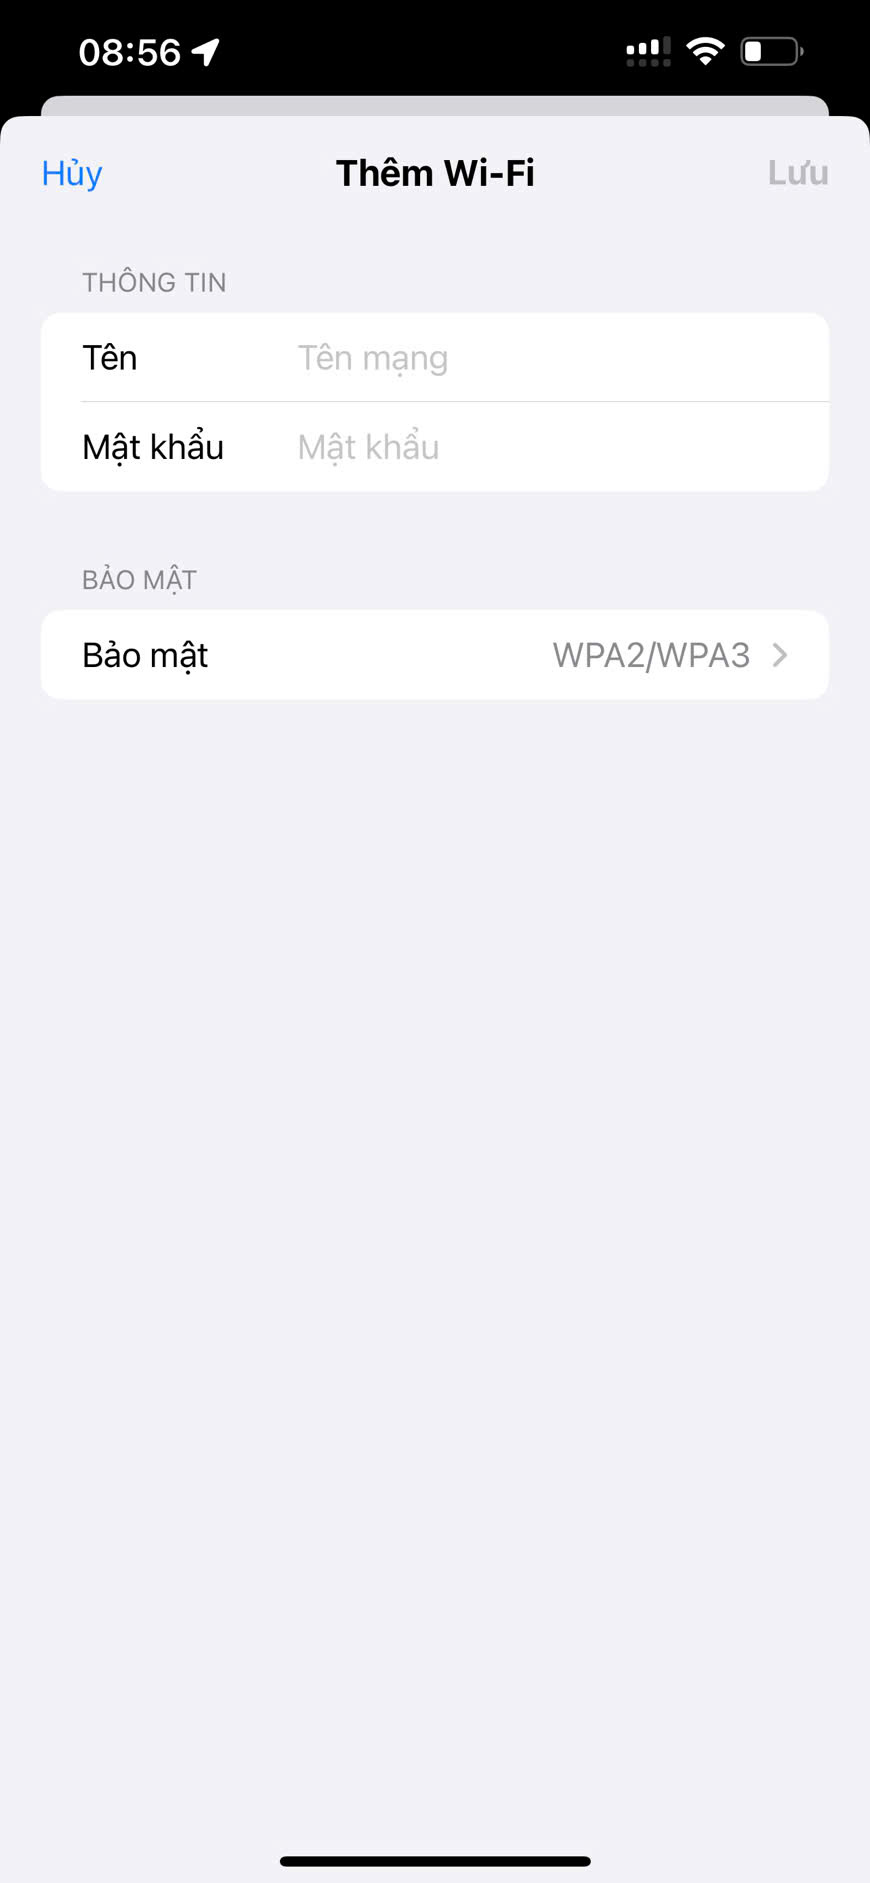 08:56
Hủy Thêm Wi-Fi Lưu
THÔNG TIN
Tên Tên mạng
Mật khẩu Mật khẩu
BẢO MẬT
Bảo mật WPA2/WPA3